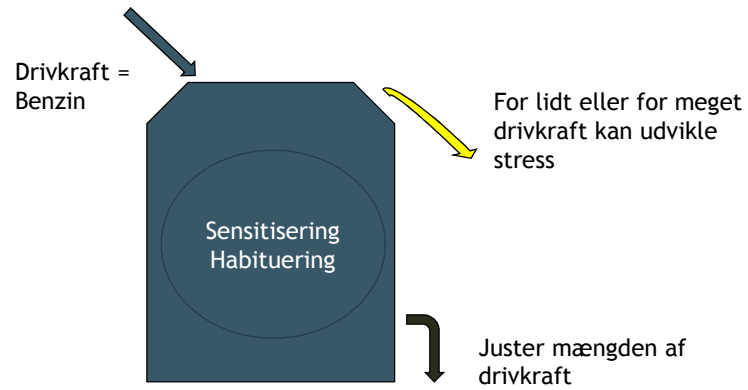 Drivkraft =
Benzin
For lidt eller for meget
drivkraft kan udvikle
stress
Sensitisering
Habituering
Juster mængden af
drivkraft